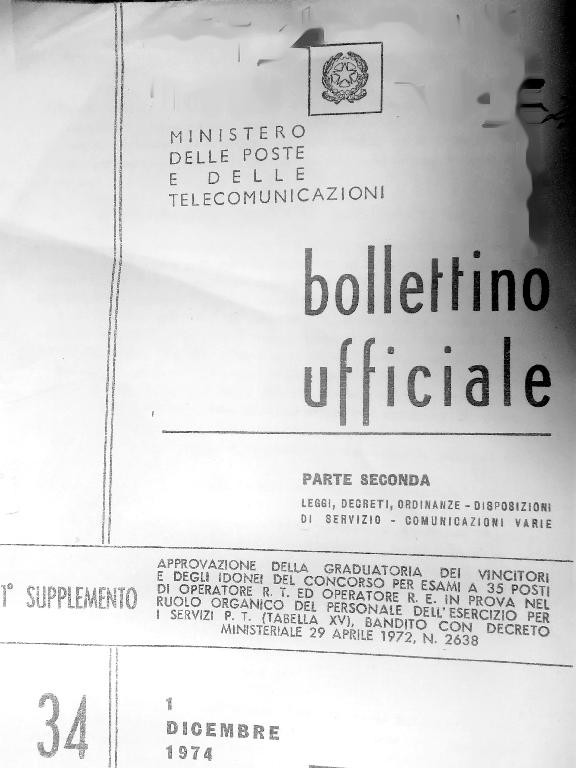 MINISTERO
DELLE POSTE
E DELLE
TELECOMUNICAZIONI
bollettino
ufficiale
PARTE SECONDA
LEGGI, DECRETI, ORDINANZE - DISPOSIZIONI
DI SERVIZIO - COMUNICAZIONI VARIE
1° SUPPLEMENTO
APPROVAZIONE DELLA GRADUATORIA DEI VINCITORI
E DEGLI IDONEI DEL CONCORSO PER ESAMI A 35 POSTI
DI OPERATORE R. T. ED OPERATORE R. E. IN PROVA NEL
RUOLO ORGANICO DEL PERSONALE DELL'ESERCIZIO PER
I SERVIZI P. T. (TABELLA XV), BANDITO CON DECRETO
MINISTERIALE 29 APRILE 1972, N. 2638
34
1
DICEMBRE
1974